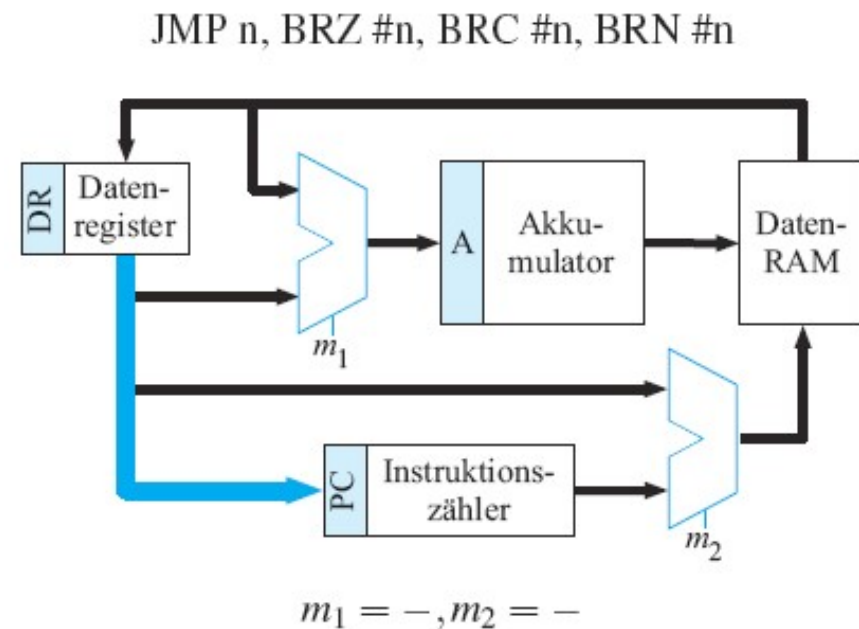 JMP n, BRZ #n, BRC #n, BRN #n
DR
Daten-
register
A
Akku-
mulator
Daten-
RAM
m1
PC
Instruktions-
zähler
m2
m1 = −, m2 = −